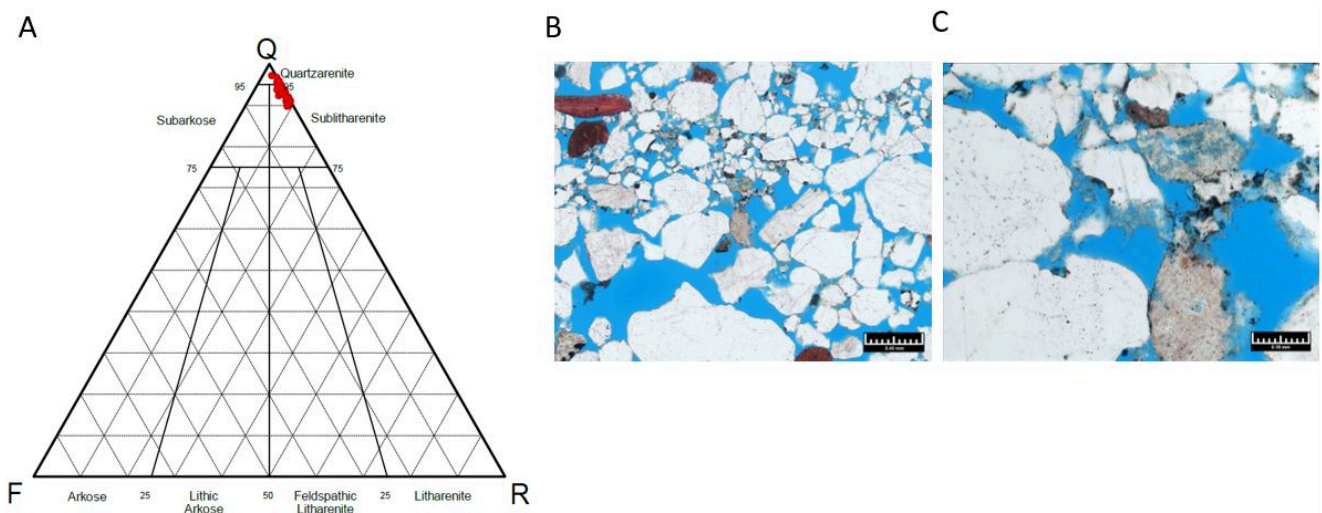 A
B
C
Q
Quartzarenite
95
95
Subarkose
Sublitharenite
75
75
F
R
Arkose
25
Lithic
Arkose
50
Feldspathic
Litharenite
25
Litharenite